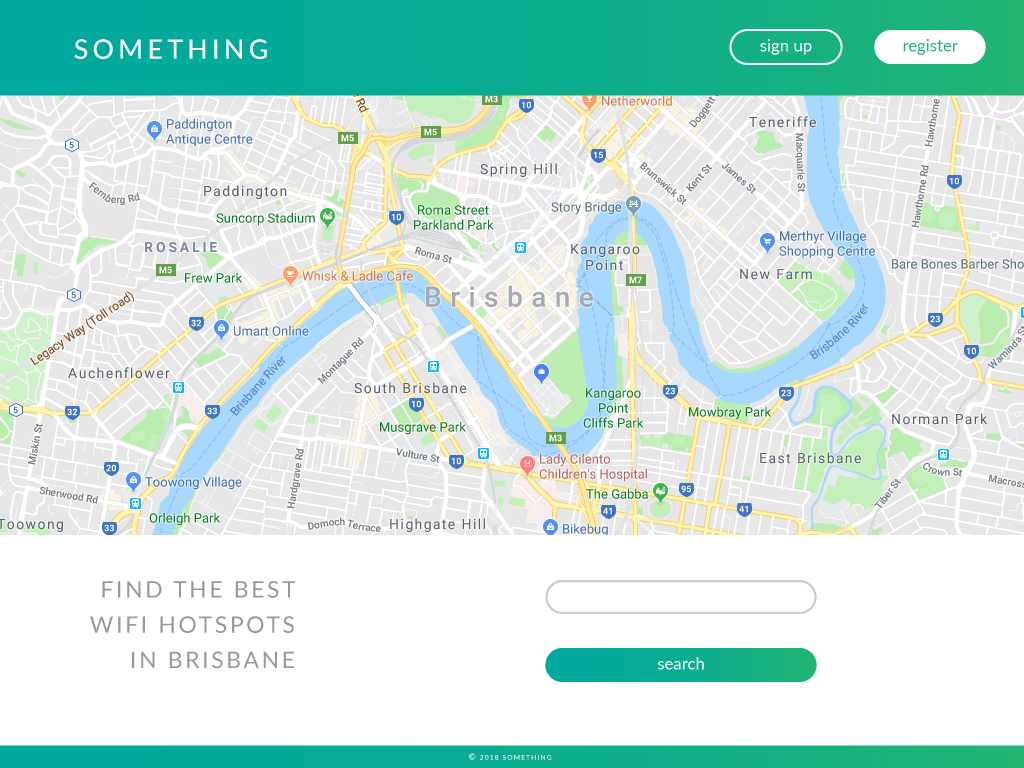 SOMETHING
sign up
register
M3
10
Netherworld
Rd
Doggett
Teneriffe
Hawthorne
Paddington
Antique Centre
5
M5
M5
15
Spring Hill
Macquarie St
Brunswick St
Kent St
James St
10
Fernberg Rd
Paddington
Suncorp Stadium
10
Roma Street
Parkland Park
Story Bridge
Hawthorne Rd
ROSALIE
Roma St
Kangaroo
Point
Merthyr Village
Shopping Centre
M5
Frew Park
Whisk & Ladle Cafe
M7
New Farm
Bare Bones Barber Sho
5
Brisbane
Legacy Way (Toll road)
32
Umart Online
23
Brisbane River
10
Waminda S
Montague Rd
Auchenflower
Brisbane River
South Brisbane
23
23
Kangaroo
Point
Cliffs Park
5
32
33
10
Mowbray Park
Norman Park
Musgrave Park
M3
Miskin St
Vulture St
10
Lady Cilento
Children's Hospital
East Brisbane
20
Toowong Village
Hardgrave Rd
Crown St
Macross
Sherwood Rd
The Gabba
95
Tiber St
Orleigh Park
41
41
Toowong
33
Dornoch Terrace
Highgate Hill
Bikebug
FIND THE BEST
WIFI HOTSPOTS
IN BRISBANE
search
© 2018 SOMETHING